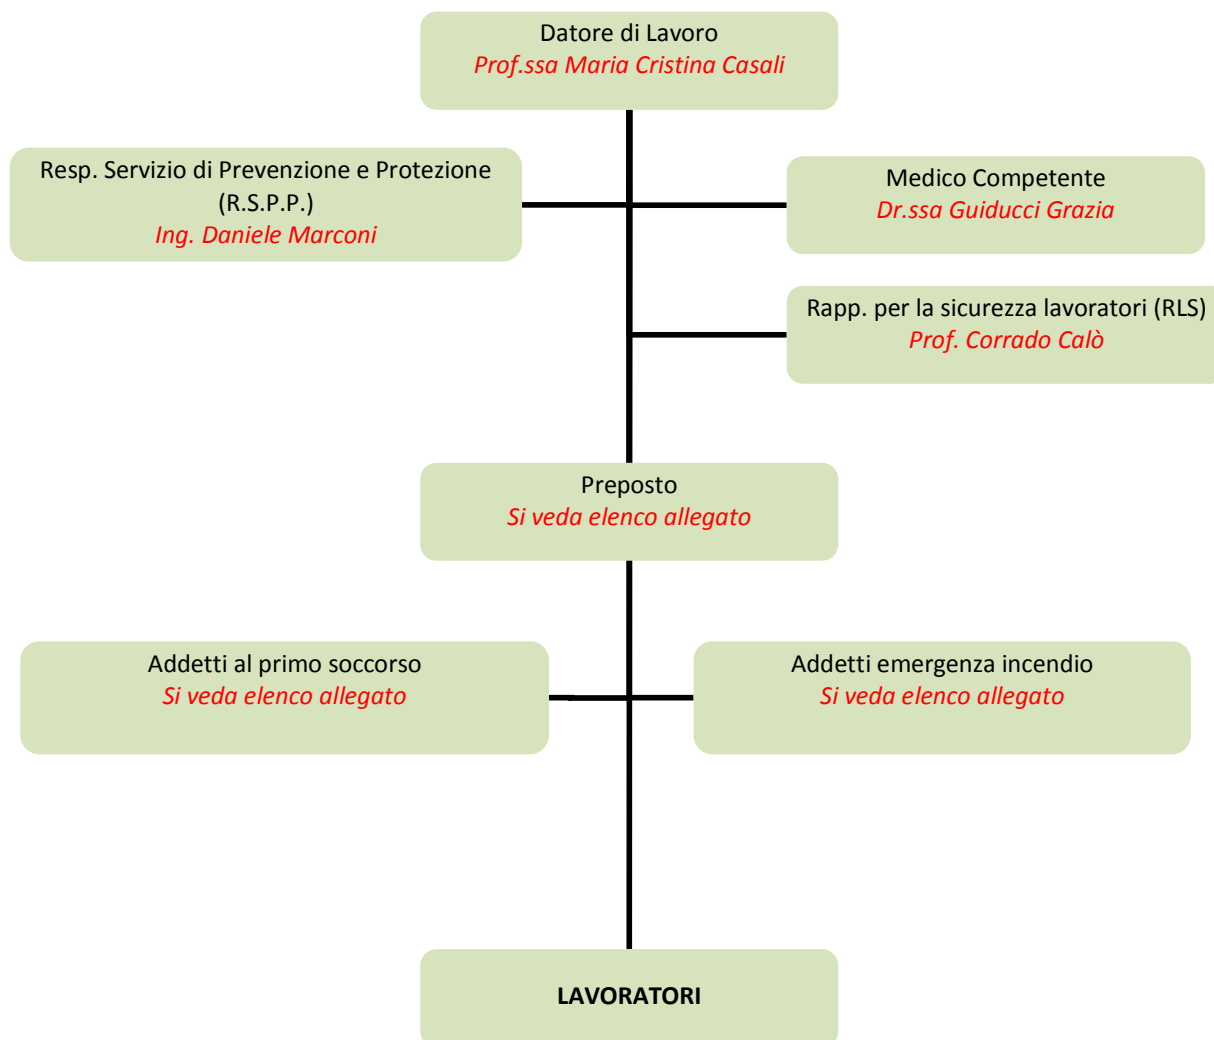 Datore di Lavoro
Prof.ssa Maria Cristina Casali
Resp. Servizio di Prevenzione e Protezione
(R.S.P.P.)
Ing. Daniele Marconi
Medico Competente
Dr.ssa Guiducci Grazia
Rapp. per la sicurezza lavoratori (RLS)
Prof. Corrado Calò
Preposto
Si veda elenco allegato
Addetti al primo soccorso
Si veda elenco allegato
Addetti emergenza incendio
Si veda elenco allegato
LAVORATORI